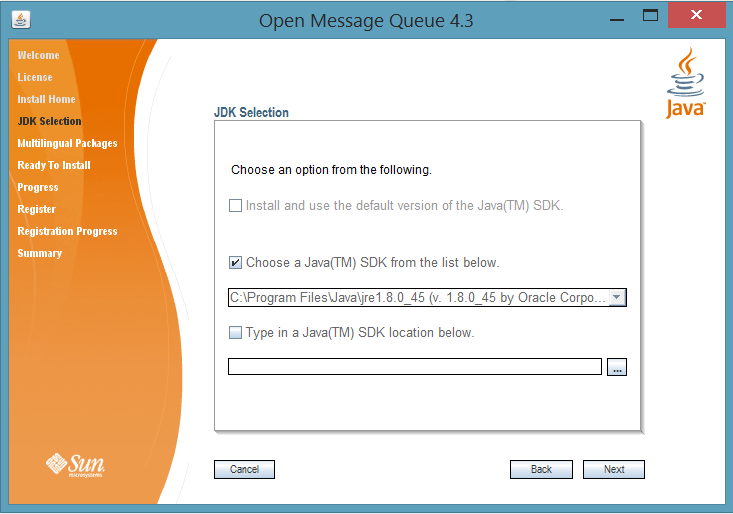 Open Message Queue 4.3
Welcome
License
Install Home
JDK Selection
Multilingual Packages
Ready To Install
Progress
Register
Registration Progress
Summary
Sun
Microsystems
Java™
JDK Selection
Choose an option from the following.
Install and use the default version of the Java(TM) SDK.
Choose a Java(TM) SDK from the list below.
C:\Program Files\Java\jre1.8.0_45 (v. 1.8.0_45 by Oracle Corpo...
Type in a Java(TM) SDK location below.
...
Cancel
Back
Next